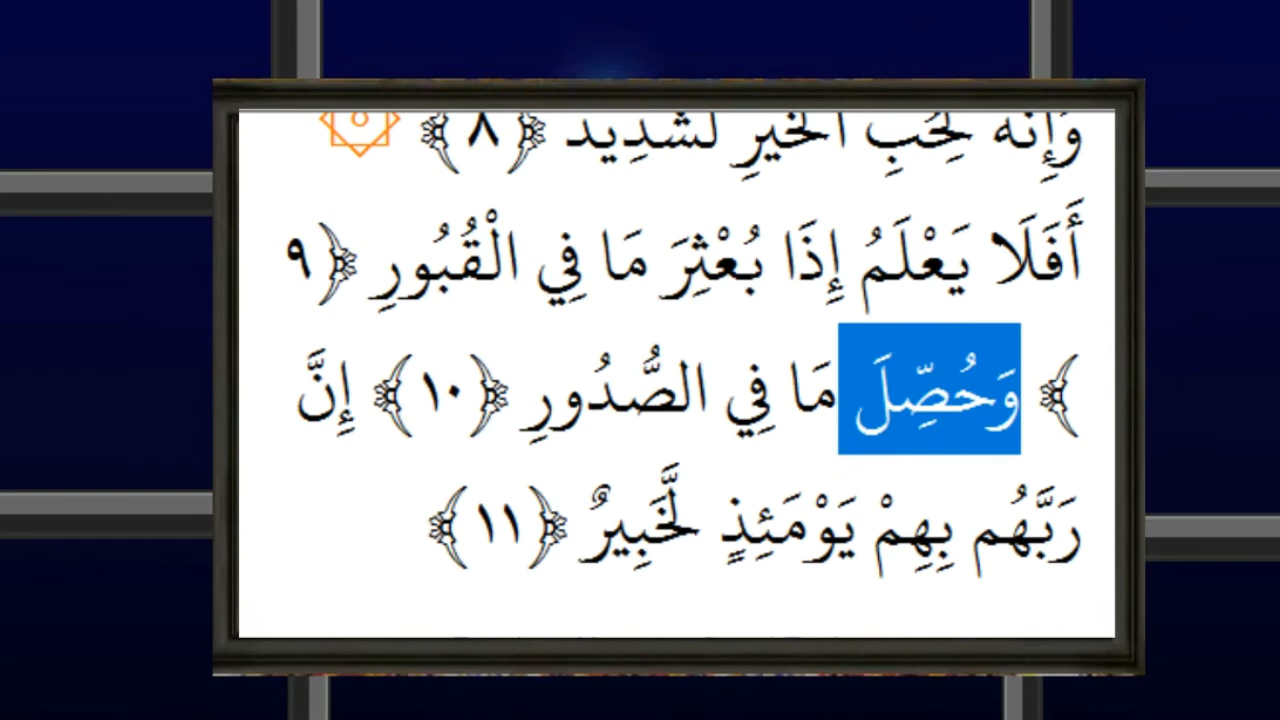 وَإِنَّهُ لِحُبِّ الْخَيْرِ لَشَدِيدٌ ﴿٨﴾ ۞
أَفَلَا يَعْلَمُ إِذَا بُعْثِرَ مَا فِي الْقُبُورِ ﴿٩
﴾ وَحُصِّلَ مَا فِي الصُّدُورِ ﴿١٠﴾ إِنَّ
رَبَّهُم بِهِمْ يَوْمَئِذٍ لَّخَبِيرٌ ﴿١١﴾